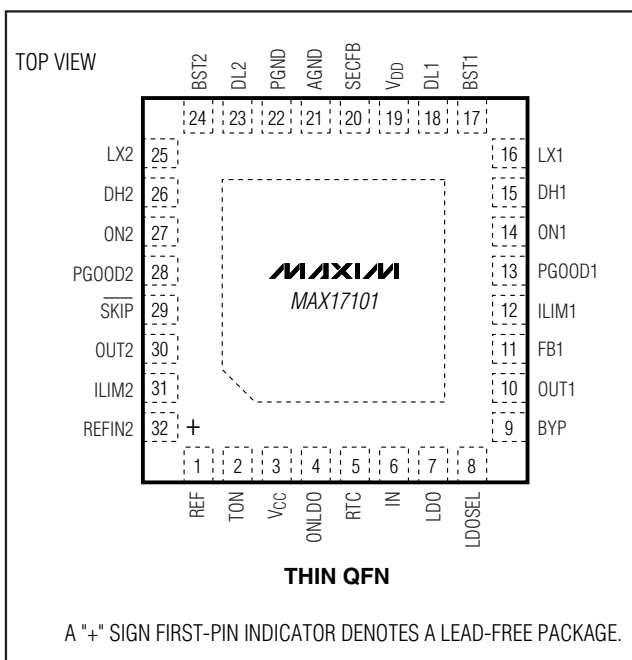 TOP VIEW
BST2
DL2
PGND
AGND
SECFB
VDD
DL1
BST1
24 23 22 21 20 19 18 17
LX2 25 16 LX1
DH2 26 15 DH1
ON2 27 14 ON1
PGOOD2 28 13 PGOOD1
SKIP 29 12 ILIM1
OUT2 30 11 FB1
ILIM2 31 10 OUT1
REFIN2 32 + 9 BYP
MAXIM
MAX17101
1 2 3 4 5 6 7 8
REF
TON
VCC
ONLDO
RTC
IN
LDO
LDOSEL
THIN QFN
A "+" SIGN FIRST-PIN INDICATOR DENOTES A LEAD-FREE PACKAGE.